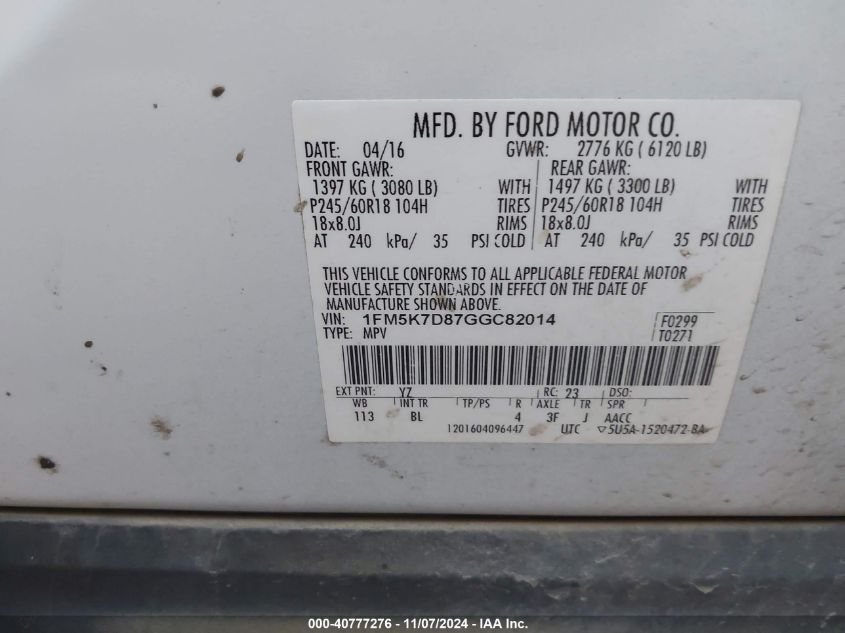 MFD. BY FORD MOTOR CO.
DATE: 04/16 GVWR: 2776 KG ( 6120 LB)
FRONT GAWR: REAR GAWR:
1397 KG ( 3080 LB) WITH 1497 KG ( 3300 LB) WITH
P245/60R18 104H TIRES P245/60R18 104H TIRES
18x8.0J RIMS 18x8.0J RIMS
AT 240 kPa/ 35 PSI COLD AT 240 kPa/ 35 PSI COLD
THIS VEHICLE CONFORMS TO ALL APPLICABLE FEDERAL MOTOR
VEHICLE SAFETY STANDARDS IN EFFECT ON THE DATE OF
MANUFACTURE SHOWN ABOVE.
VIN: 1FM5K7D87GGC82014 F0299
TYPE: MPV T0271
EXT PNT: YZ RC: 23 DSO:
WB INT TR TP/PS R AXLE TR SPR
113 BL 4 3F J AACC
1201604096447 UTC ▽5U5A-1520472-BA
000-40777276 - 11/07/2024 - IAA Inc.